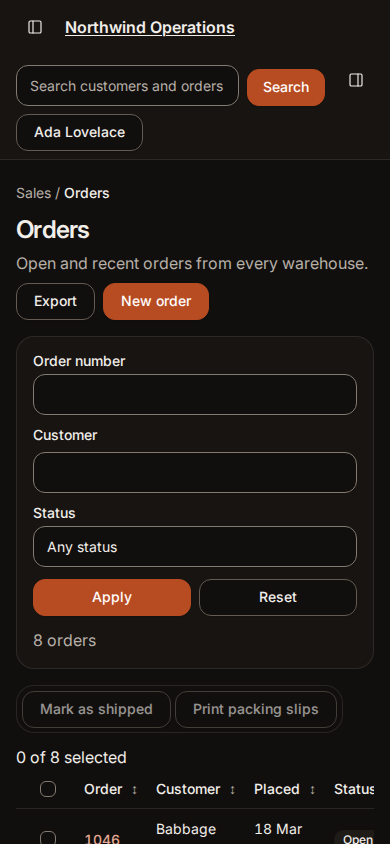 Northwind Operations
Search customers and orders
Search
Ada Lovelace
Sales / Orders
Orders
Open and recent orders from every warehouse.
Export
New order
Order number
Customer
Status
Any status
Apply
Reset
8 orders
Mark as shipped
Print packing slips
0 of 8 selected
Order ↕ Customer ↕ Placed ↕ Status
Babbage 18 Mar
1046 Open